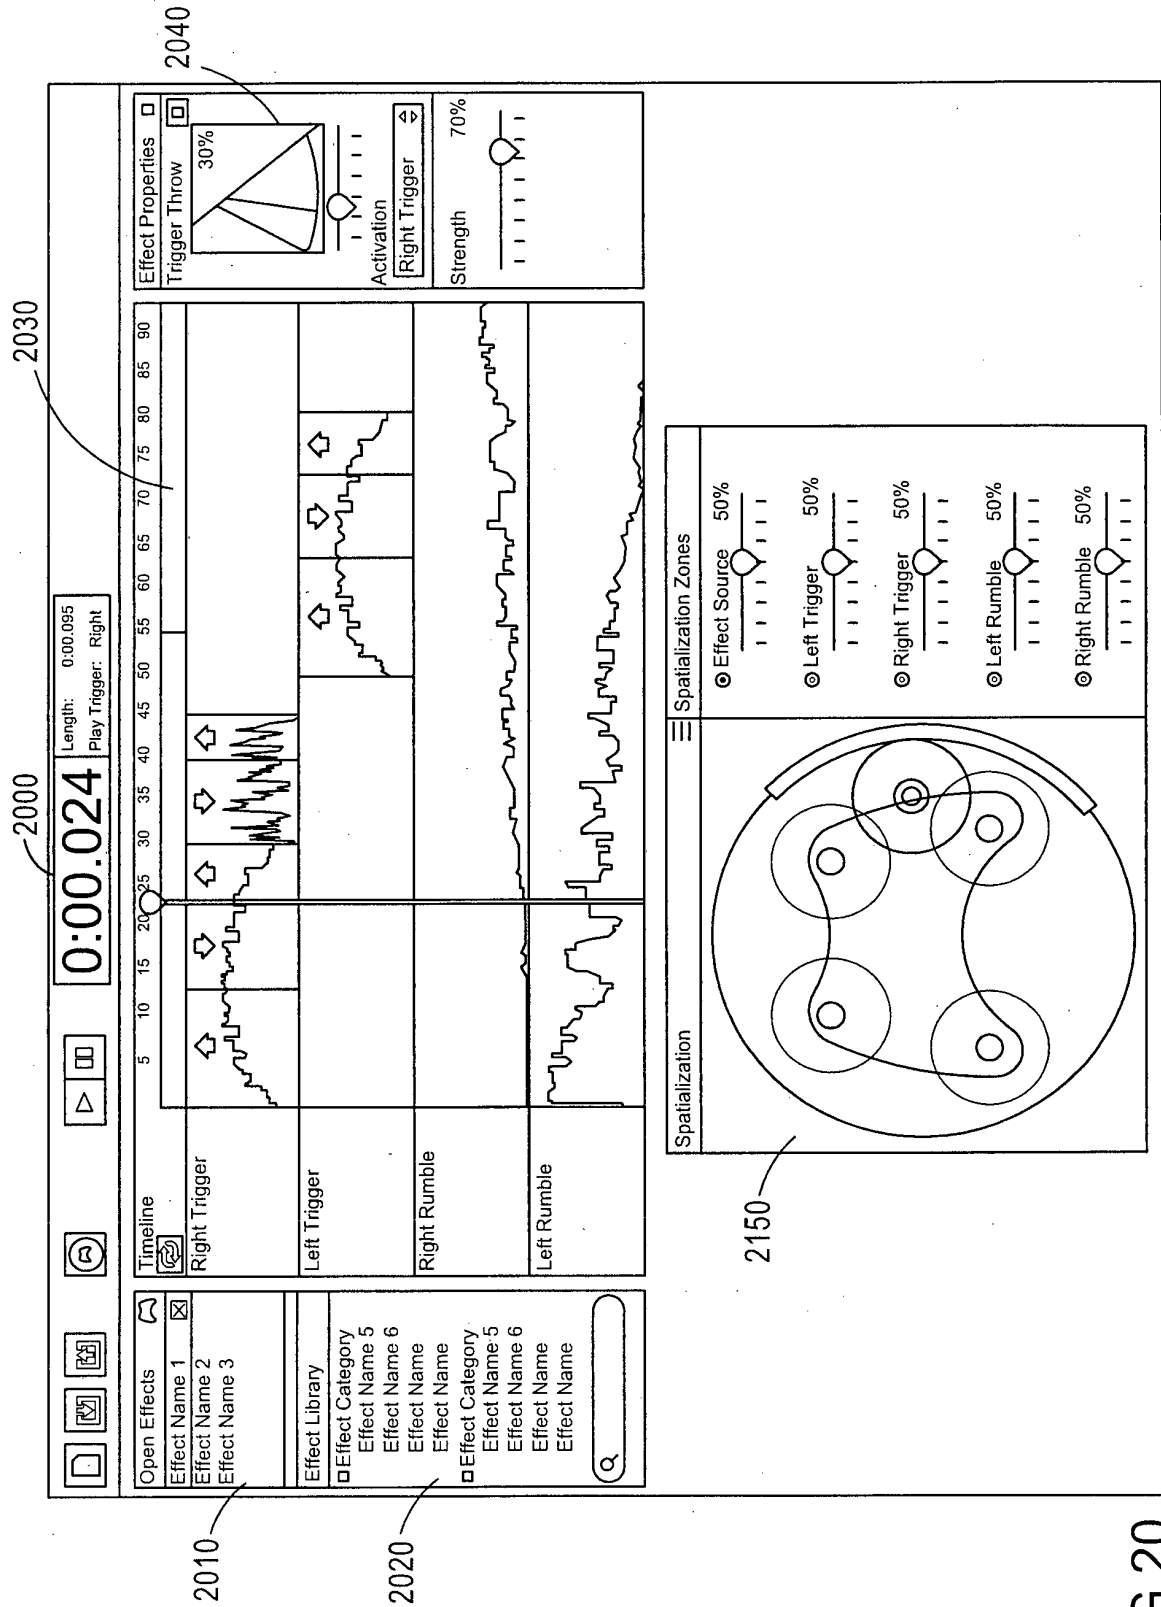 2000
0:00.024
Length: 0:00.095
Play Trigger: Right
2030
2040
2010
Open Effects
Effect Name 1
Effect Name 2
Effect Name 3
2020
Effect Library
Effect Category
Effect Name 5
Effect Name 6
Effect Name
Effect Name
Effect Category
Effect Name 5
Effect Name 6
Effect Name
Effect Name
Timeline
5 10 15 20 25 30 35 40 45 50 55 60 65 70 75 80 85 90
Right Trigger
Left Trigger
Right Rumble
Left Rumble
Effect Properties
Trigger Throw
30%
Activation
Right Trigger
Strength 70%
2150
Spatialization
Spatialization Zones
Effect Source 50%
Left Trigger 50%
Right Trigger 50%
Left Rumble 50%
Right Rumble 50%
20